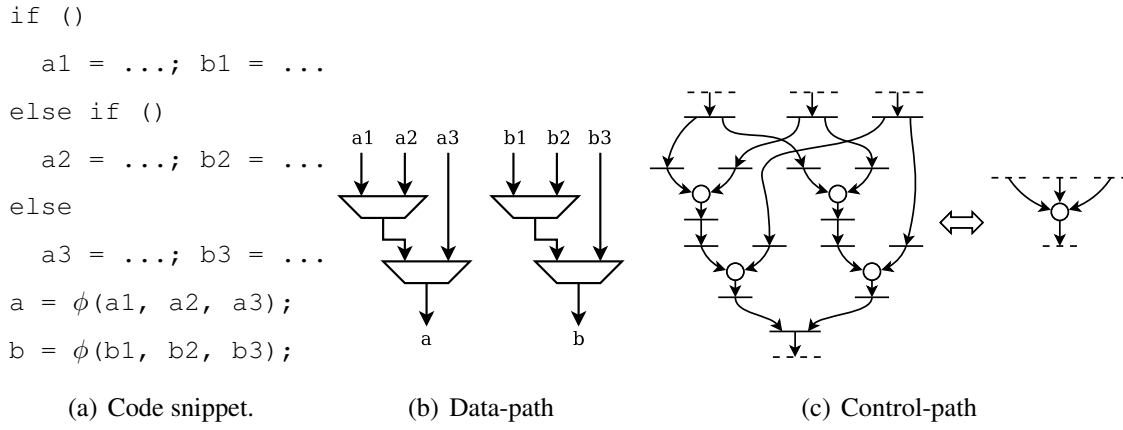 if ()
a1 = ...; b1 = ...
else if ()
a2 = ...; b2 = ...
else
a3 = ...; b3 = ...
a = ϕ(a1, a2, a3);
b = ϕ(b1, b2, b3);
(a) Code snippet.
a1 a2 a3 b1 b2 b3
a b
(b) Data-path
(c) Control-path